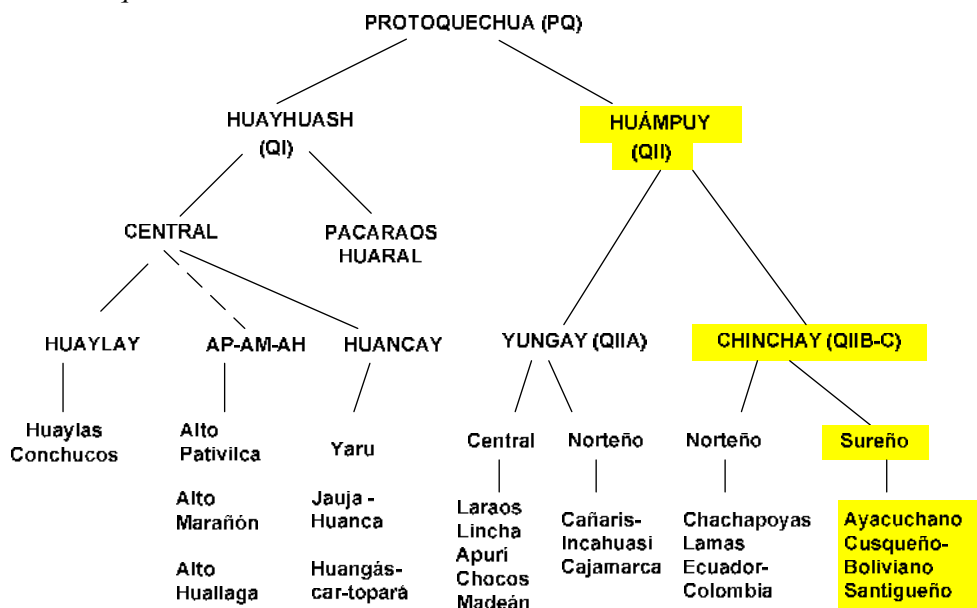 PROTOQUECHUA (PQ)
HUAYHUASH
(QI)
HUÁMPUY
(QII)
CENTRAL
PACARAOS
HUARAL
HUAYLAY
AP-AM-AH
HUANCAY
YUNGAY (QIIA)
CHINCHAY (QIIB-C)
Huaylas
Conchucos
Alto
Pativilca
Alto
Marañón
Alto
Huallaga
Yaru
Jauja -
Huanca
Huangás-
car-topará
Central
Laraos
Lincha
Apurí
Chocos
Madeán
Norteño
Cañaris-
Incahuasi
Cajamarca
Norteño
Chachapoyas
Lamas
Ecuador-
Colombia
Sureño
Ayacuchano
Cusqueño-
Boliviano
Santigueño